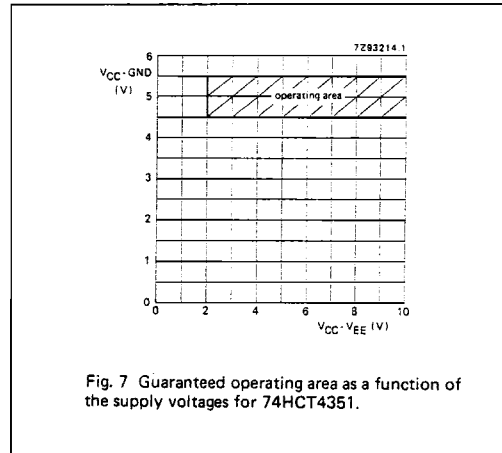 7Z93214.1
6
VCC-GND
(V)
5
operating area
4
3
2
1
0
0 2 4 6 8 10
VCC-VEE (V)
Fig. 7 Guaranteed operating area as a function of
the supply voltages for 74HCT4351.